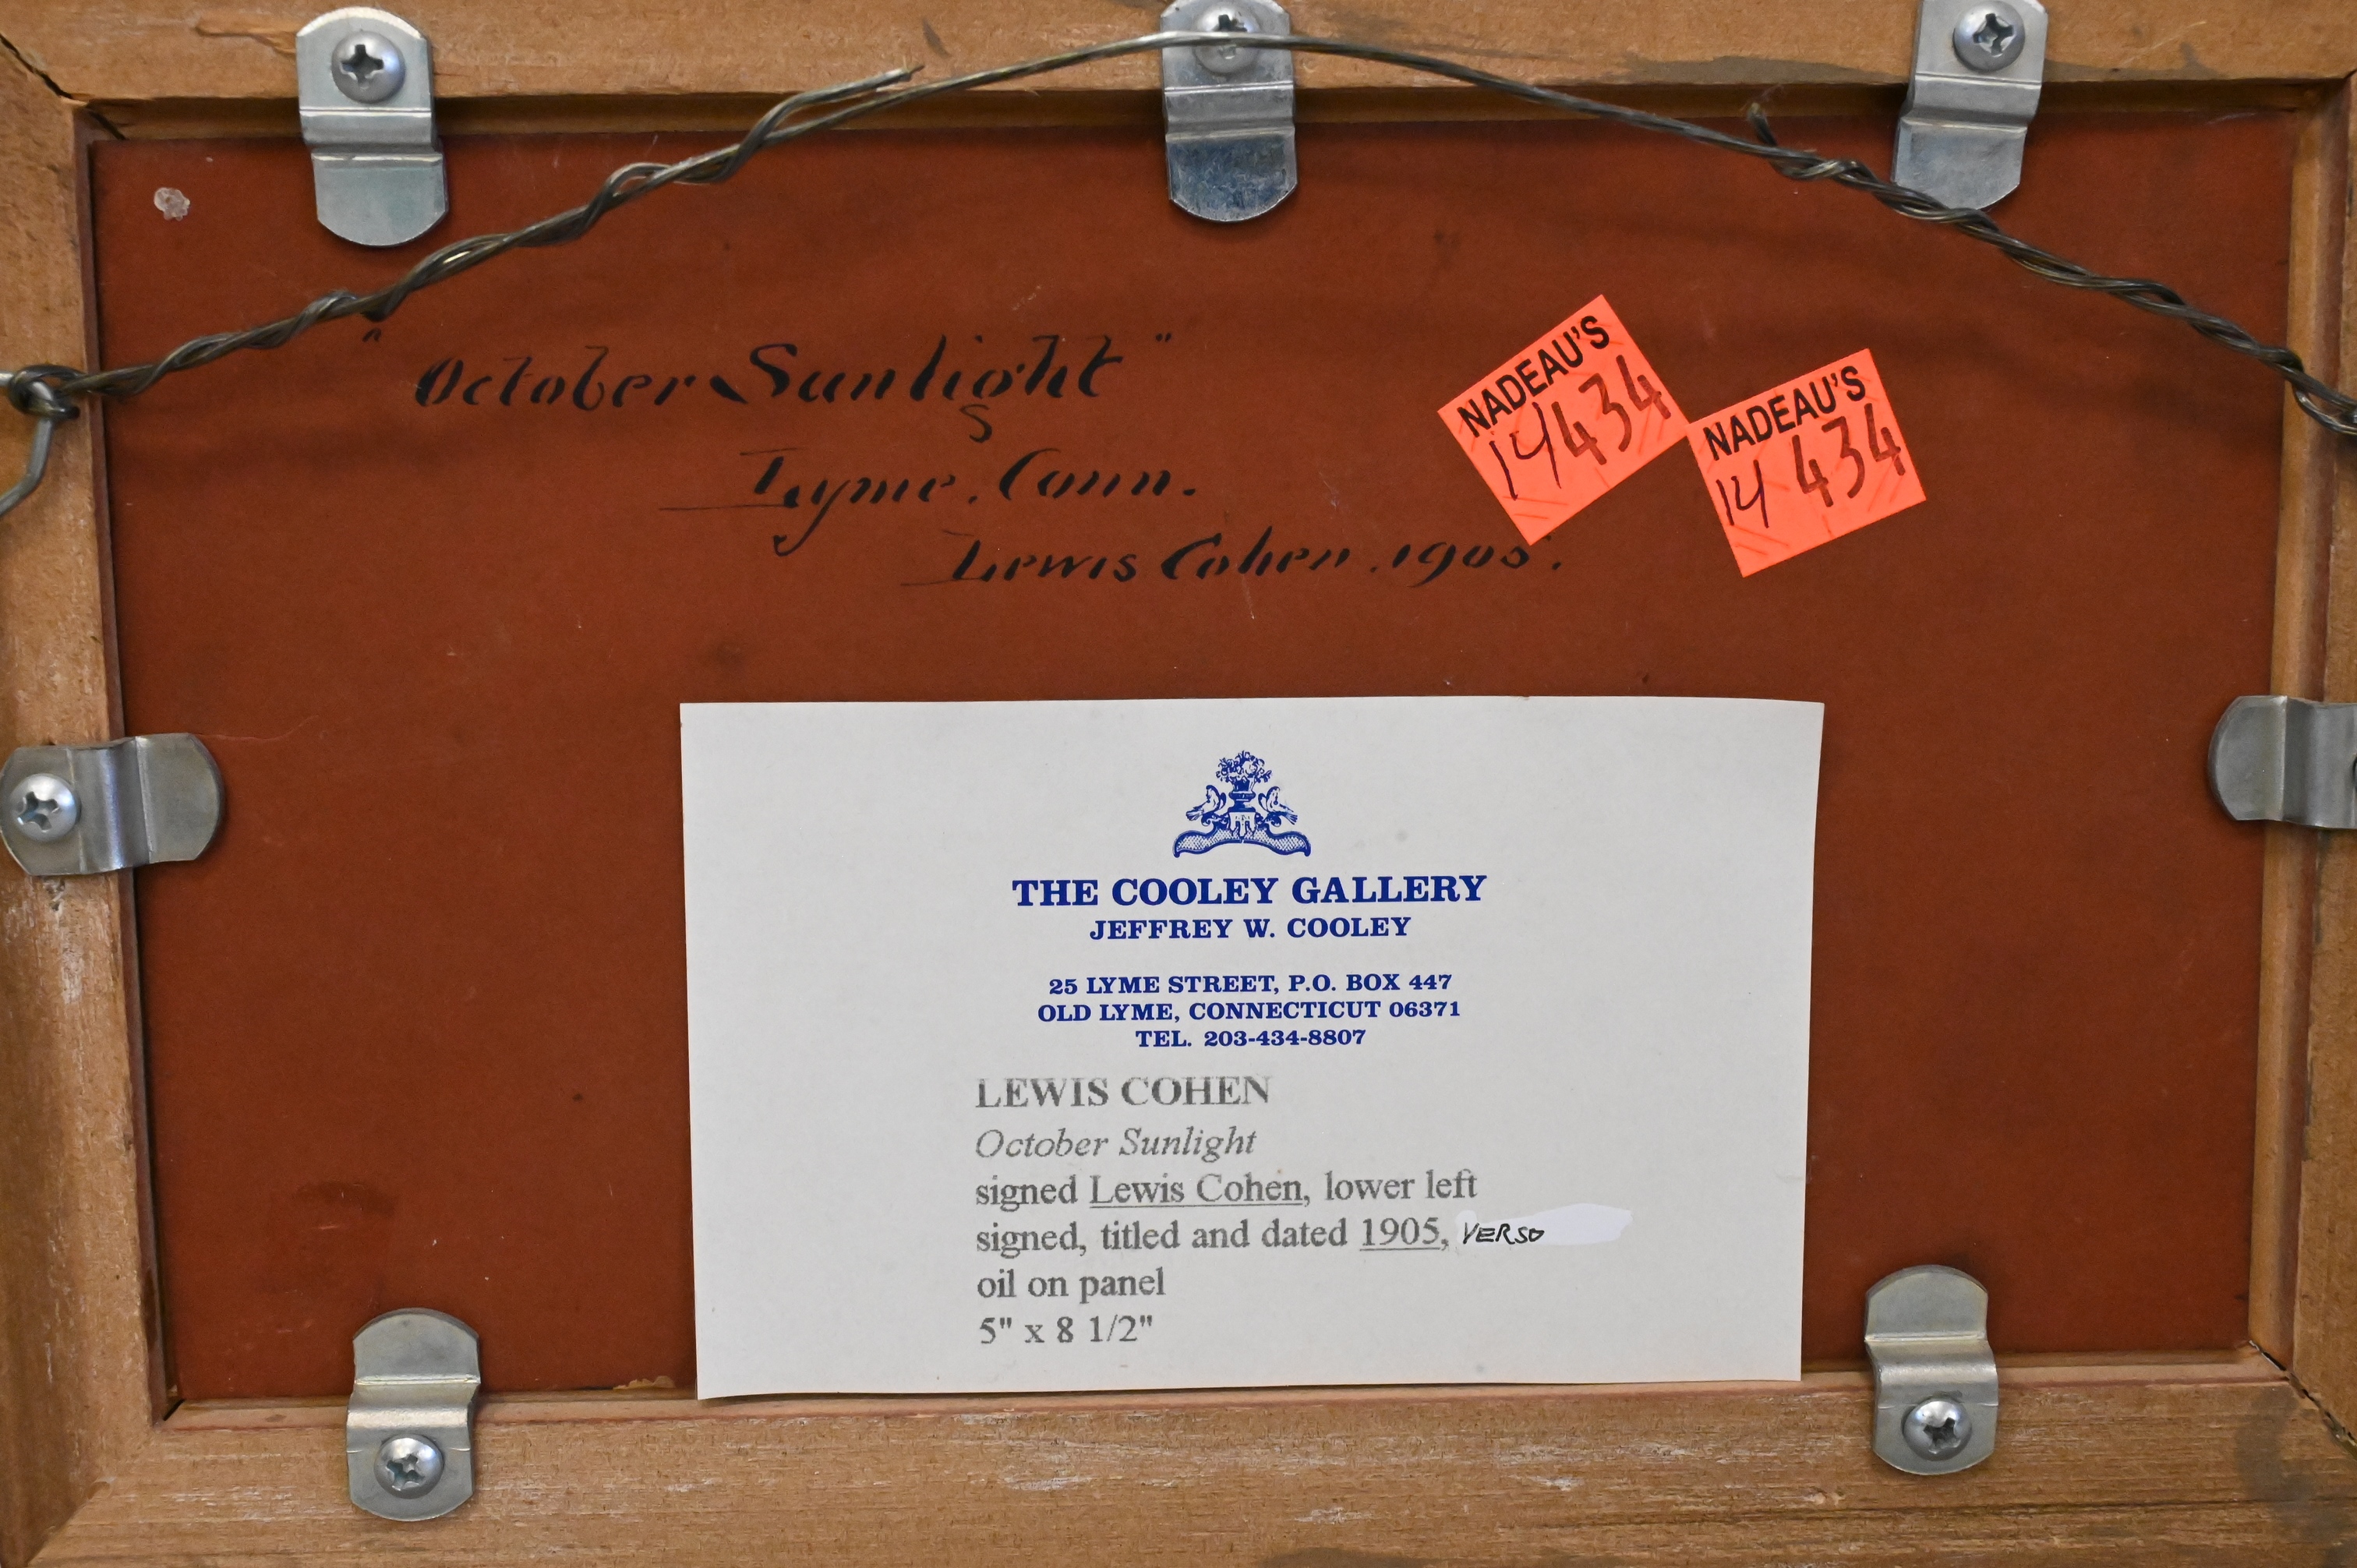 "October Sunlight"
Lyme. Conn.
Lewis Cohen. 1905.
NADEAU'S
14434
NADEAU'S
14 434
THE COOLEY GALLERY
JEFFREY W. COOLEY
25 LYME STREET, P.O. BOX 447
OLD LYME, CONNECTICUT 06371
TEL. 203-434-8807
LEWIS COHEN
October Sunlight
signed Lewis Cohen, lower left
signed, titled and dated 1905, VERSO
oil on panel
5" x 8 1/2"